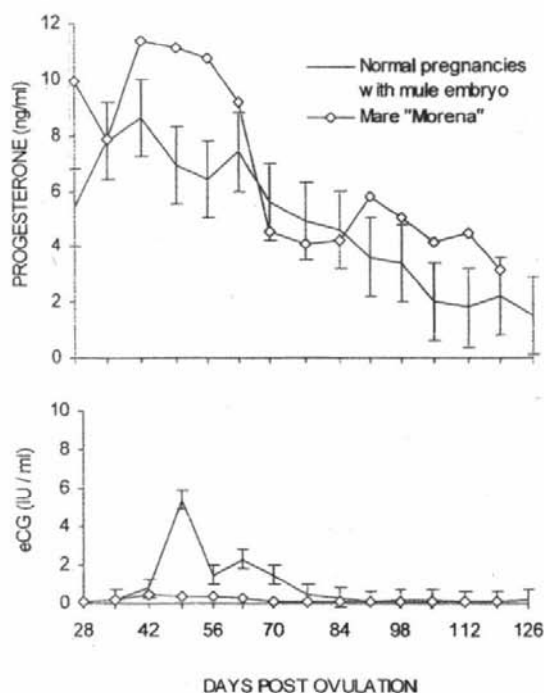 12
10
8
6
4
2
0
PROGESTERONE (ng/ml)
Normal pregnancies
with mule embryo
Mare "Morena"
10
8
6
4
2
0
eCG (IU / ml)
28 42 56 70 84 98 112 126
DAYS POST OVULATION